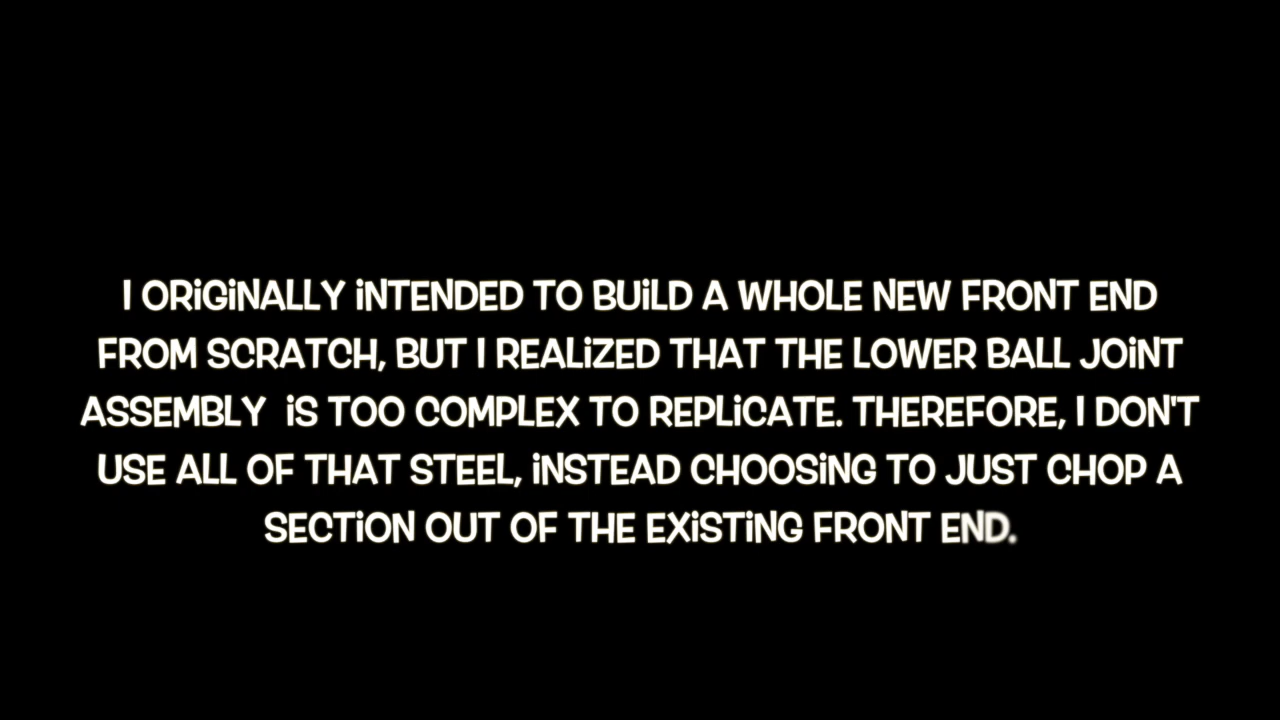 I ORiGiNALLY iNTENDED TO BUiLD A WHOLE NEW FRONT END
FROM SCRATCH, BUT I REALiZED THAT THE LOWER BALL JOiNT
ASSEMBLY  iS TOO COMPLEX TO REPLiCATE. THEREFORE, I DON'T
USE ALL OF THAT STEEL, iNSTEAD CHOOSiNG TO JUST CHOP A
SECTiON OUT OF THE EXiSTiNG FRONT END.